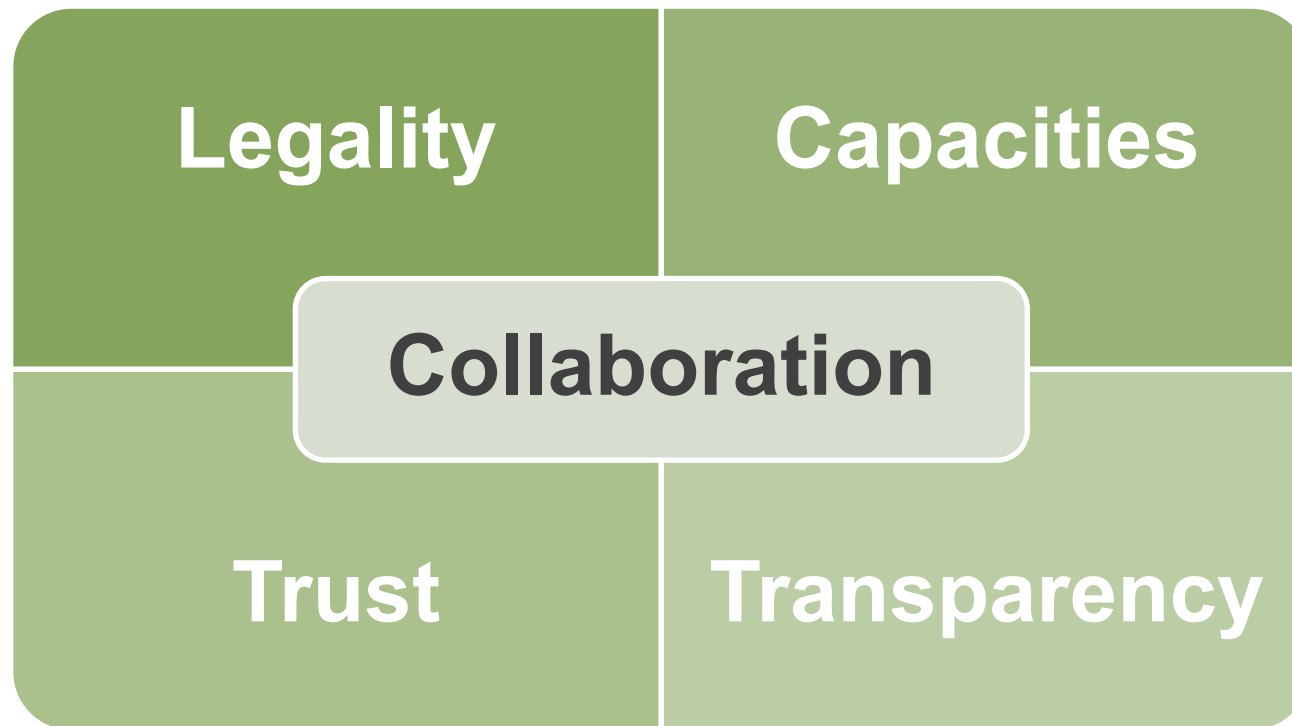 Legality
Capacities
Collaboration
Trust
Transparency